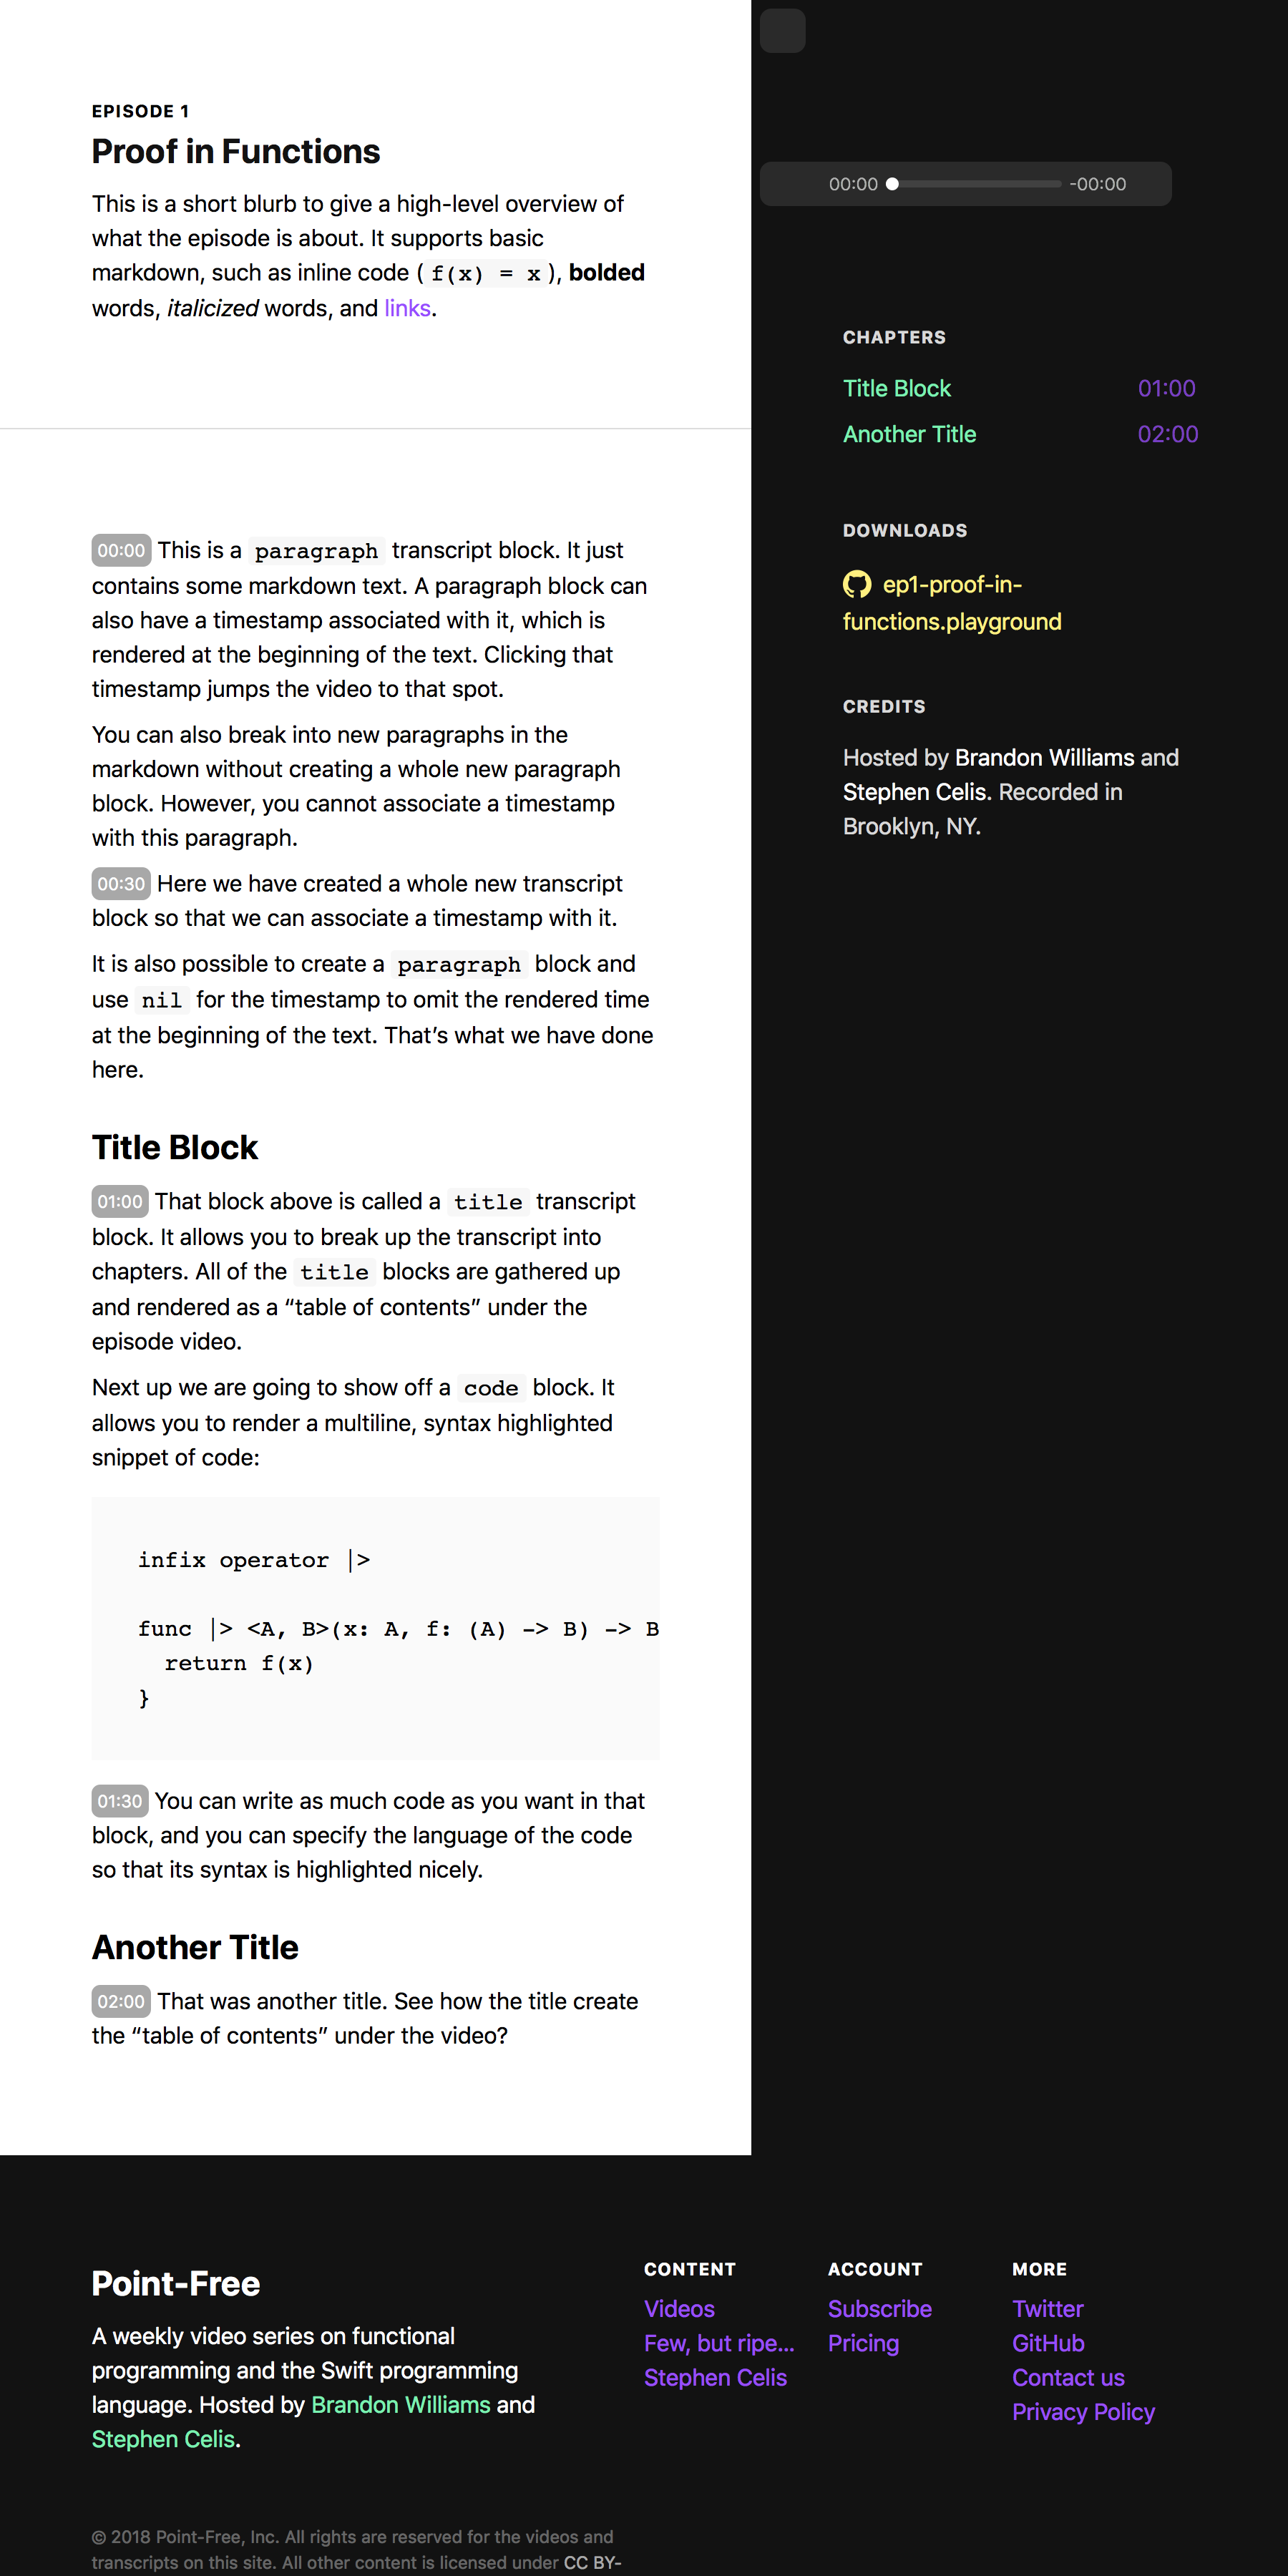 EPISODE 1
Proof in Functions
This is a short blurb to give a high-level overview of
what the episode is about. It supports basic
markdown, such as inline code ( f(x) = x ), bolded
words, italicized words, and links.
00:00 This is a paragraph transcript block. It just
contains some markdown text. A paragraph block can
also have a timestamp associated with it, which is
rendered at the beginning of the text. Clicking that
timestamp jumps the video to that spot.
You can also break into new paragraphs in the
markdown without creating a whole new paragraph
block. However, you cannot associate a timestamp
with this paragraph.
00:30 Here we have created a whole new transcript
block so that we can associate a timestamp with it.
It is also possible to create a paragraph block and
use nil for the timestamp to omit the rendered time
at the beginning of the text. That’s what we have done
here.
Title Block
01:00 That block above is called a title transcript
block. It allows you to break up the transcript into
chapters. All of the title blocks are gathered up
and rendered as a “table of contents” under the
episode video.
Next up we are going to show off a code block. It
allows you to render a multiline, syntax highlighted
snippet of code:
infix operator |>
func |> <A, B>(x: A, f: (A) -> B) -> B
return f(x)
}
01:30 You can write as much code as you want in that
block, and you can specify the language of the code
so that its syntax is highlighted nicely.
Another Title
02:00 That was another title. See how the title create
the “table of contents” under the video?
00:00 -00:00
CHAPTERS
Title Block 01:00
Another Title 02:00
DOWNLOADS
ep1-proof-in-
functions.playground
CREDITS
Hosted by Brandon Williams and
Stephen Celis. Recorded in
Brooklyn, NY.
Point-Free
A weekly video series on functional
programming and the Swift programming
language. Hosted by Brandon Williams and
Stephen Celis.
CONTENT
Videos
Few, but ripe...
Stephen Celis
ACCOUNT
Subscribe
Pricing
MORE
Twitter
GitHub
Contact us
Privacy Policy
© 2018 Point-Free, Inc. All rights are reserved for the videos and
transcripts on this site. All other content is licensed under CC BY-